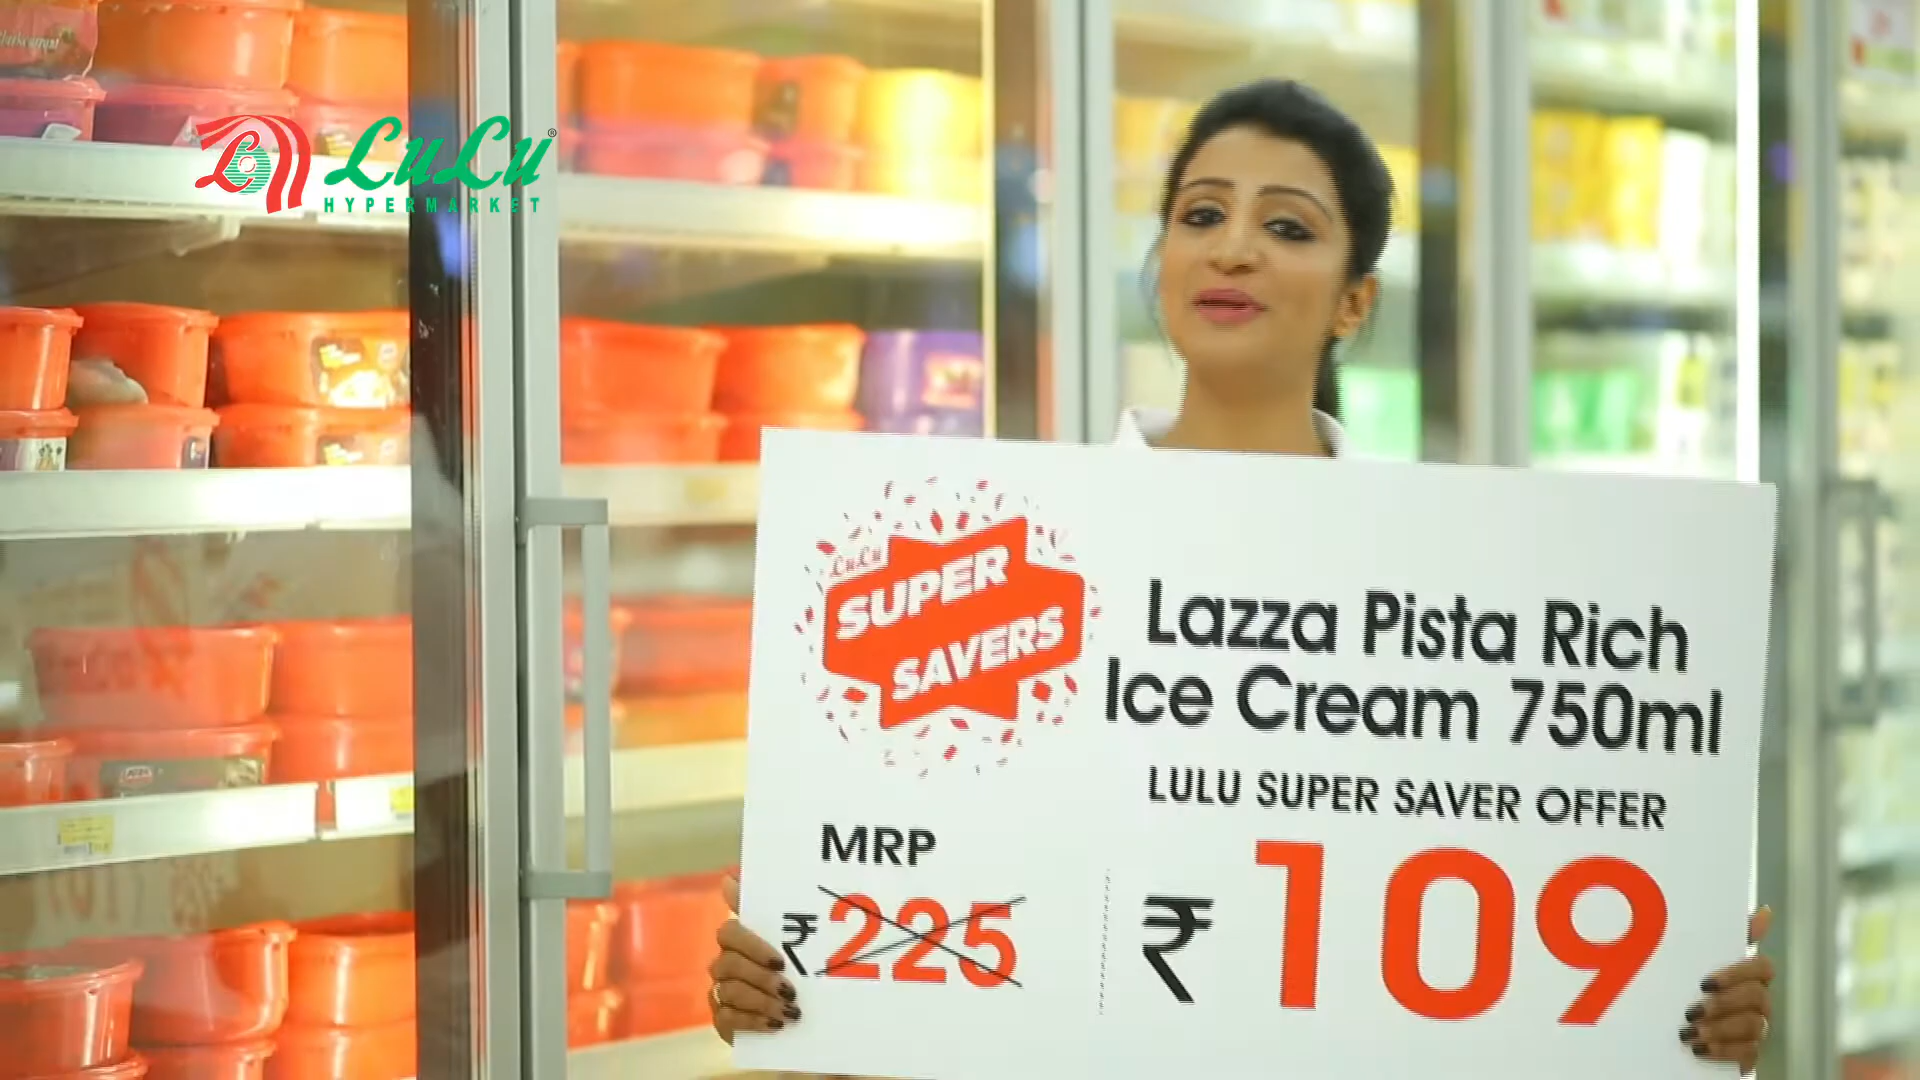 LuLu®
HYPERMARKET
LuLu
SUPER
SAVERS
Lazza Pista Rich
Ice Cream 750ml
LULU SUPER SAVER OFFER
MRP
₹225
₹109